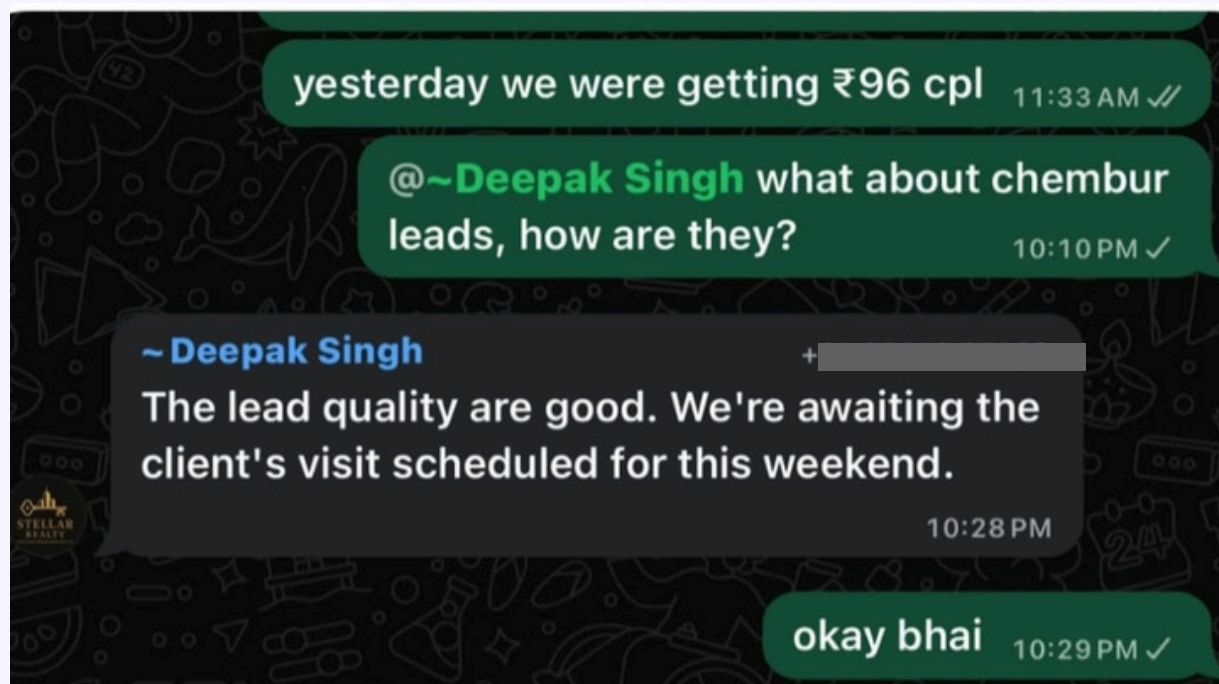 yesterday we were getting ₹96 cpl 11:33 AM
@~Deepak Singh what about chembur
leads, how are they? 10:10 PM
~ Deepak Singh +
The lead quality are good. We're awaiting the
client's visit scheduled for this weekend.
STELLAR
REALTY
10:28 PM
okay bhai 10:29 PM